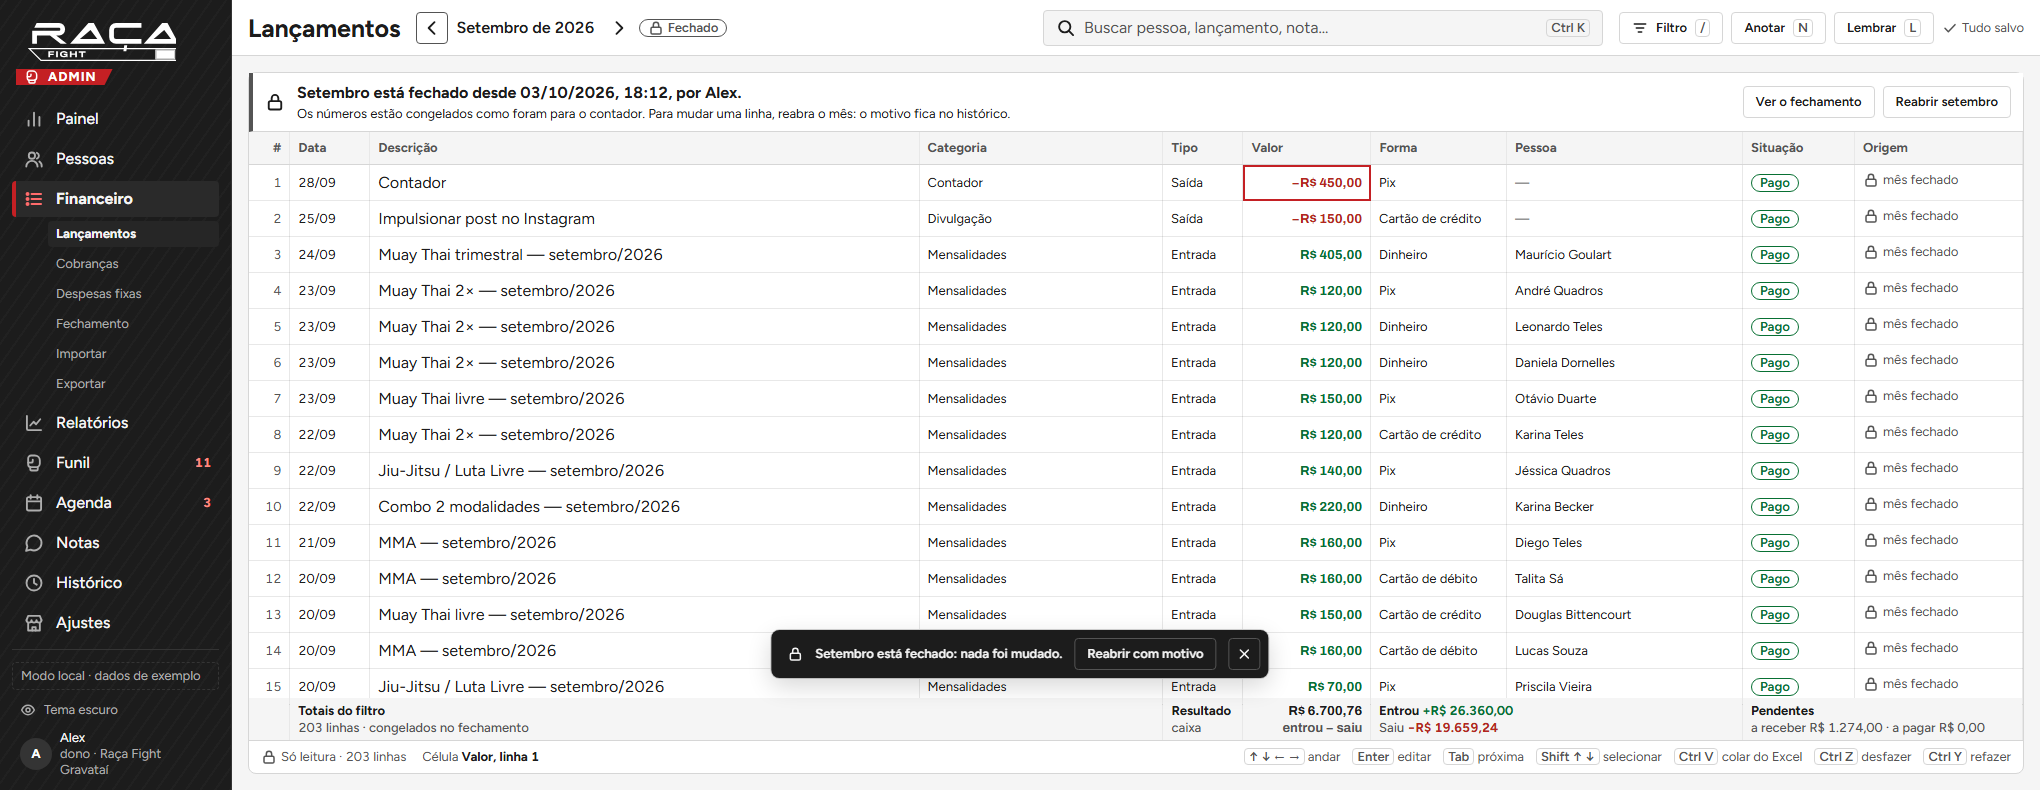 RAÇA
FIGHT
ADMIN
Painel
Pessoas
Financeiro
Lançamentos
Cobranças
Despesas fixas
Fechamento
Importar
Exportar
Relatórios
Funil 11
Agenda 3
Notas
Histórico
Ajustes
Modo local · dados de exemplo
Tema escuro
A
Alex
dono · Raça Fight
Gravataí
Lançamentos Setembro de 2026 Fechado Buscar pessoa, lançamento, nota... Ctrl K Filtro / Anotar N Lembrar L Tudo salvo
Setembro está fechado desde 03/10/2026, 18:12, por Alex.
Os números estão congelados como foram para o contador. Para mudar uma linha, reabra o mês: o motivo fica no histórico.
Ver o fechamento Reabrir setembro
# Data Descrição Categoria Tipo Valor Forma Pessoa Situação Origem
1 28/09 Contador Contador Saída −R$ 450,00 Pix — Pago mês fechado
2 25/09 Impulsionar post no Instagram Divulgação Saída −R$ 150,00 Cartão de crédito — Pago mês fechado
3 24/09 Muay Thai trimestral — setembro/2026 Mensalidades Entrada R$ 405,00 Dinheiro Maurício Goulart Pago mês fechado
4 23/09 Muay Thai 2× — setembro/2026 Mensalidades Entrada R$ 120,00 Pix André Quadros Pago mês fechado
5 23/09 Muay Thai 2× — setembro/2026 Mensalidades Entrada R$ 120,00 Dinheiro Leonardo Teles Pago mês fechado
6 23/09 Muay Thai 2× — setembro/2026 Mensalidades Entrada R$ 120,00 Dinheiro Daniela Dornelles Pago mês fechado
7 23/09 Muay Thai livre — setembro/2026 Mensalidades Entrada R$ 150,00 Pix Otávio Duarte Pago mês fechado
8 22/09 Muay Thai 2× — setembro/2026 Mensalidades Entrada R$ 120,00 Cartão de crédito Karina Teles Pago mês fechado
9 22/09 Jiu-Jitsu / Luta Livre — setembro/2026 Mensalidades Entrada R$ 140,00 Pix Jéssica Quadros Pago mês fechado
10 22/09 Combo 2 modalidades — setembro/2026 Mensalidades Entrada R$ 220,00 Dinheiro Karina Becker Pago mês fechado
11 21/09 MMA — setembro/2026 Mensalidades Entrada R$ 160,00 Pix Diego Teles Pago mês fechado
12 20/09 MMA — setembro/2026 Mensalidades Entrada R$ 160,00 Cartão de débito Talita Sá Pago mês fechado
13 20/09 Muay Thai livre — setembro/2026 Mensalidades Entrada R$ 150,00 Cartão de crédito Douglas Bittencourt Pago mês fechado
14 20/09 MMA — setembro/2026 R$ 160,00 Cartão de débito Lucas Souza Pago mês fechado
Setembro está fechado: nada foi mudado. Reabrir com motivo
15 20/09 Jiu-Jitsu / Luta Livre — setembro/2026 Mensalidades Entrada R$ 70,00 Pix Priscila Vieira Pago mês fechado
Totais do filtro Resultado R$ 6.700,76 Entrou +R$ 26.360,00 Pendentes
203 linhas · congelados no fechamento caixa entrou − saiu Saiu −R$ 19.659,24 a receber R$ 1.274,00 · a pagar R$ 0,00
Só leitura · 203 linhas Célula Valor, linha 1 ↑ ↓ ← → andar Enter editar Tab próxima Shift ↑ ↓ selecionar Ctrl V colar do Excel Ctrl Z desfazer Ctrl Y refazer